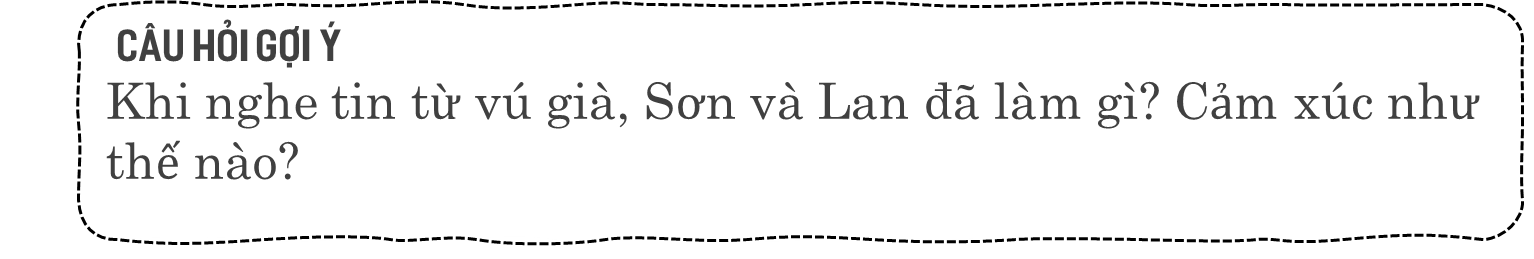 CÂU HỎI GỢI Ý
Khi nghe tin từ vú già, Sơn và Lan đã làm gì? Cảm xúc như
thế nào?